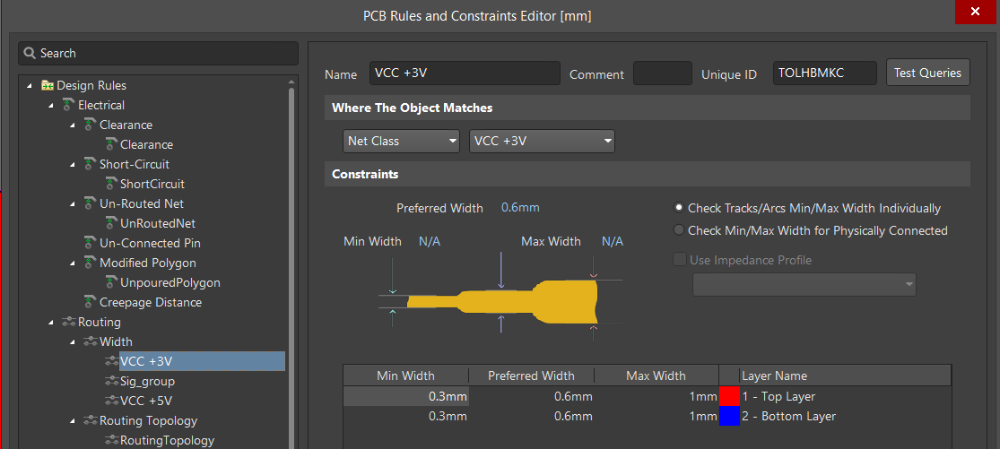 PCB Rules and Constraints Editor [mm]
Search
Design Rules
Electrical
Clearance
Clearance
Short-Circuit
ShortCircuit
Un-Routed Net
UnRoutedNet
Un-Connected Pin
Modified Polygon
UnpouredPolygon
Creepage Distance
Routing
Width
VCC +3V
Sig_group
VCC +5V
Routing Topology
RoutingTopology
Name VCC +3V Comment Unique ID TOLHBMKC Test Queries
Where The Object Matches
Net Class VCC +3V
Constraints
Preferred Width 0.6mm
Min Width N/A Max Width N/A
Check Tracks/Arcs Min/Max Width Individually
Check Min/Max Width for Physically Connected
Use Impedance Profile
Min Width Preferred Width Max Width Layer Name
0.3mm 0.6mm 1mm 1 - Top Layer
0.3mm 0.6mm 1mm 2 - Bottom Layer